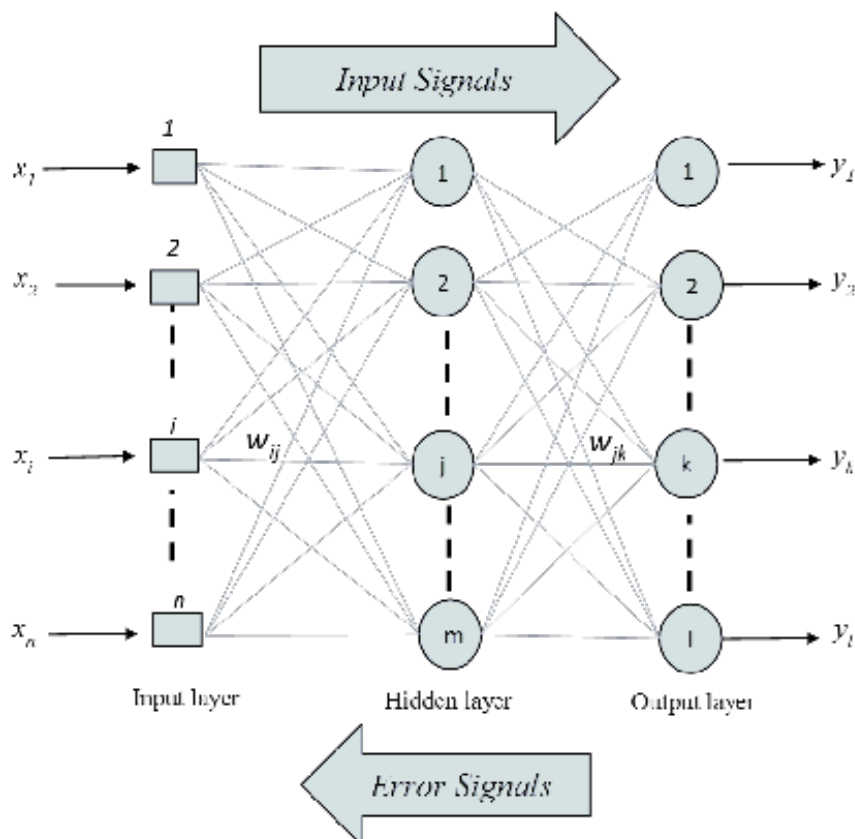 Input Signals
1
x₁
1
1
y₁
2
x₂
2
2
y₂
i
xᵢ
wᵢⱼ
j
wⱼₖ
k
yₖ
n
xₙ
m
l
yₗ
Input layer
Hidden layer
Output layer
Error Signals